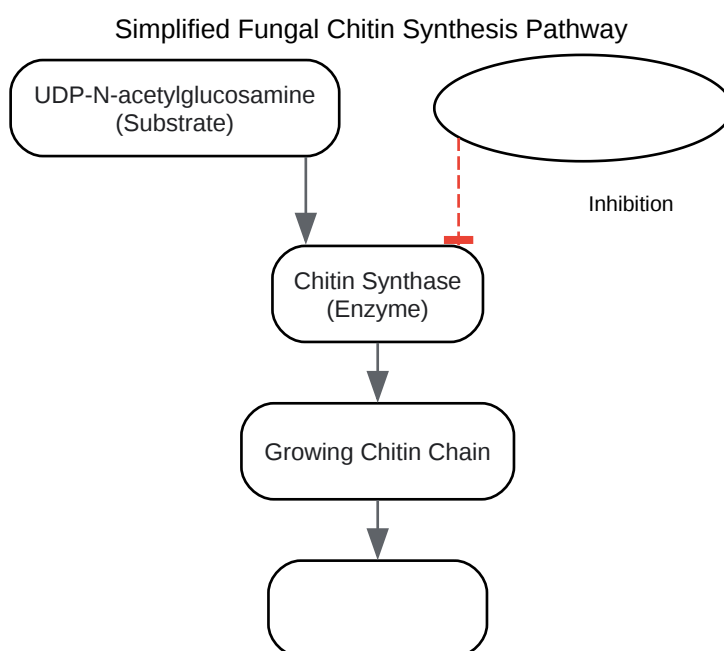 Simplified Fungal Chitin Synthesis Pathway
UDP-N-acetylglucosamine
(Substrate)
Inhibition
Chitin Synthase
(Enzyme)
Growing Chitin Chain